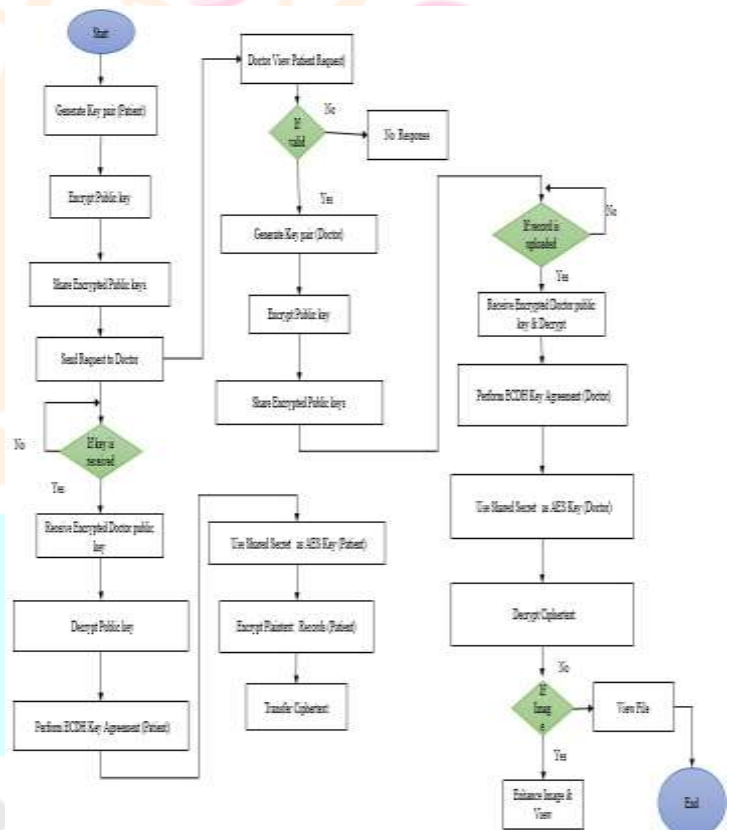 Start
Generate Key pair (Patient)
Encrypt Public key
Share Encrypted Public keys
Send Request to Doctor
No
If key is
received
Yes
Receive Encrypted Doctor public
key
Decrypt Public key
Perform ECDH Key Agreement (Patient)
Doctor View Patient Request)
No
If
valid
No Response
Yes
Generate Key pair (Doctor)
Encrypt Public key
Share Encrypted Public keys
Use Shared Secret as AES Key (Patient)
Encrypt Plaintext Records (Patient)
Transfer Ciphertext
No
If record is
uploaded
Yes
Receive Encrypted Doctor public
key & Decrypt
Perform ECDH Key Agreement (Doctor)
Use Shared Secret as AES Key (Doctor)
Decrypt Ciphertext
No
If
Imag
e
View File
Yes
Enhance Image &
View
End